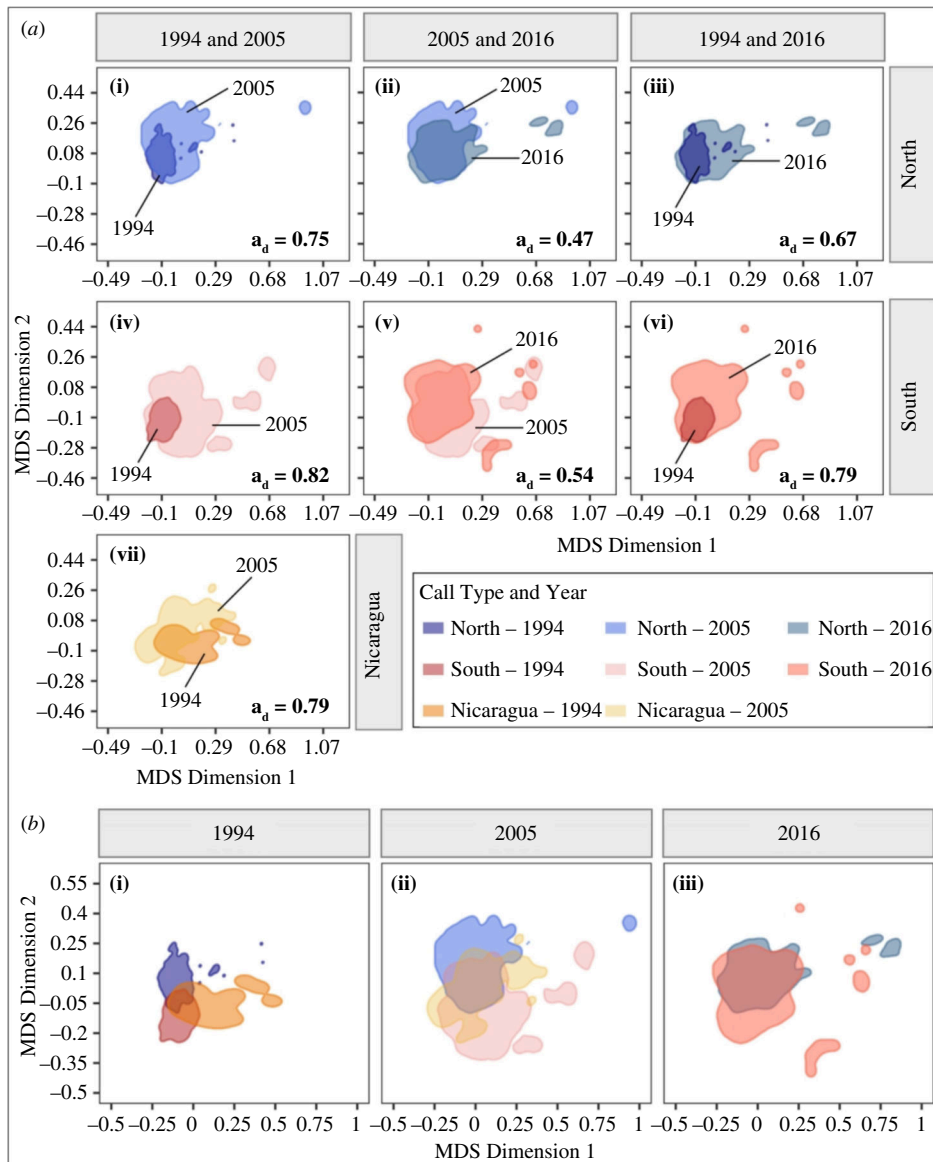 (a)
1994 and 2005
2005 and 2016
1994 and 2016
MDS Dimension 2
0.44
0.26
0.08
–0.1
–0.28
–0.46
(i)
2005
1994
a_d = 0.75
–0.49 –0.1 0.29 0.68 1.07
(ii)
2005
2016
a_d = 0.47
–0.49 –0.1 0.29 0.68 1.07
(iii)
2016
1994
a_d = 0.67
–0.49 –0.1 0.29 0.68 1.07
North
0.44
0.26
0.08
–0.1
–0.28
–0.46
(iv)
2005
1994
a_d = 0.82
–0.49 –0.1 0.29 0.68 1.07
(v)
2016
2005
a_d = 0.54
–0.49 –0.1 0.29 0.68 1.07
(vi)
2016
1994
a_d = 0.79
–0.49 –0.1 0.29 0.68 1.07
South
MDS Dimension 1
0.44
0.26
0.08
–0.1
–0.28
–0.46
(vii)
2005
1994
a_d = 0.79
–0.49 –0.1 0.29 0.68 1.07
MDS Dimension 1
Nicaragua
Call Type and Year
North – 1994 North – 2005 North – 2016
South – 1994 South – 2005 South – 2016
Nicaragua – 1994 Nicaragua – 2005
(b)
1994
2005
2016
MDS Dimension 2
0.55
0.4
0.25
0.1
–0.05
–0.2
–0.35
–0.5
(i)
(ii)
(iii)
–0.5 –0.25 0 0.25 0.5 0.75 1
–0.5 –0.25 0 0.25 0.5 0.75 1
–0.5 –0.25 0 0.25 0.5 0.75 1
MDS Dimension 1